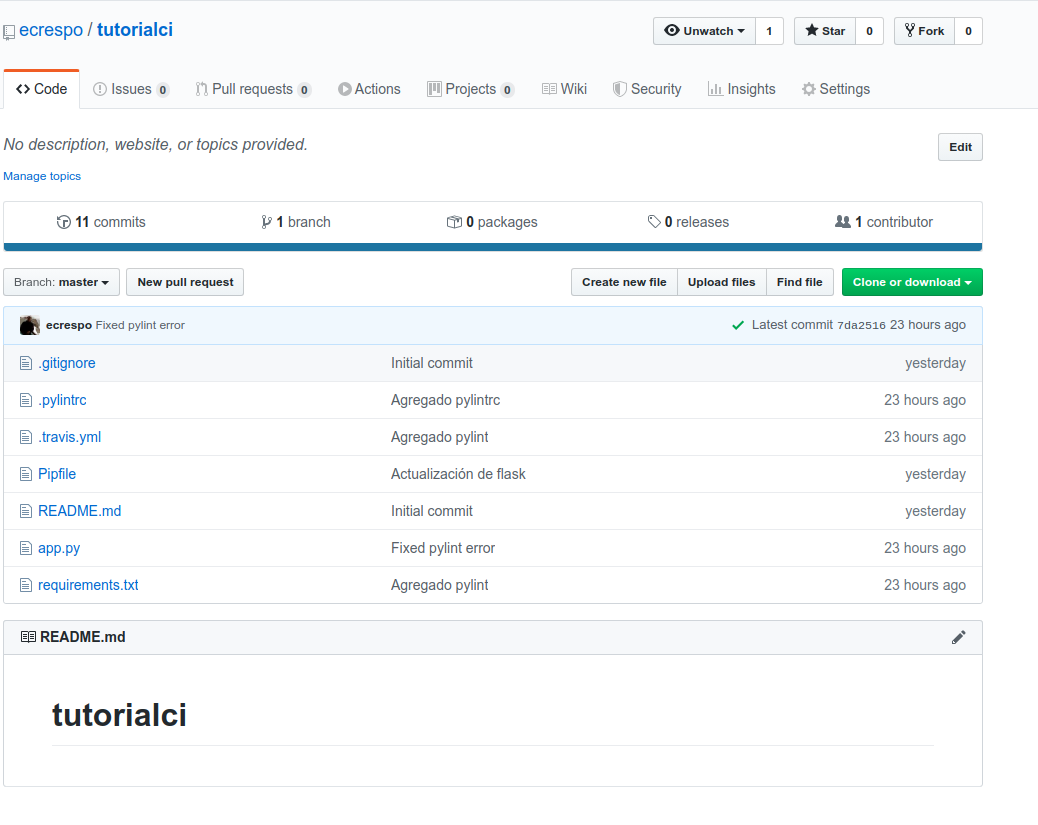 ecrespo / tutorialci
Unwatch 1 Star 0 Fork 0
Code Issues 0 Pull requests 0 Actions Projects 0 Wiki Security Insights Settings
No description, website, or topics provided.
Edit
Manage topics
11 commits 1 branch 0 packages 0 releases 1 contributor
Branch: master New pull request Create new file Upload files Find file Clone or download
ecrespo Fixed pylint error Latest commit 7da2516 23 hours ago
.gitignore Initial commit yesterday
.pylintrc Agregado pylintrc 23 hours ago
.travis.yml Agregado pylint 23 hours ago
Pipfile Actualización de flask yesterday
README.md Initial commit yesterday
app.py Fixed pylint error 23 hours ago
requirements.txt Agregado pylint 23 hours ago
README.md
tutorialci